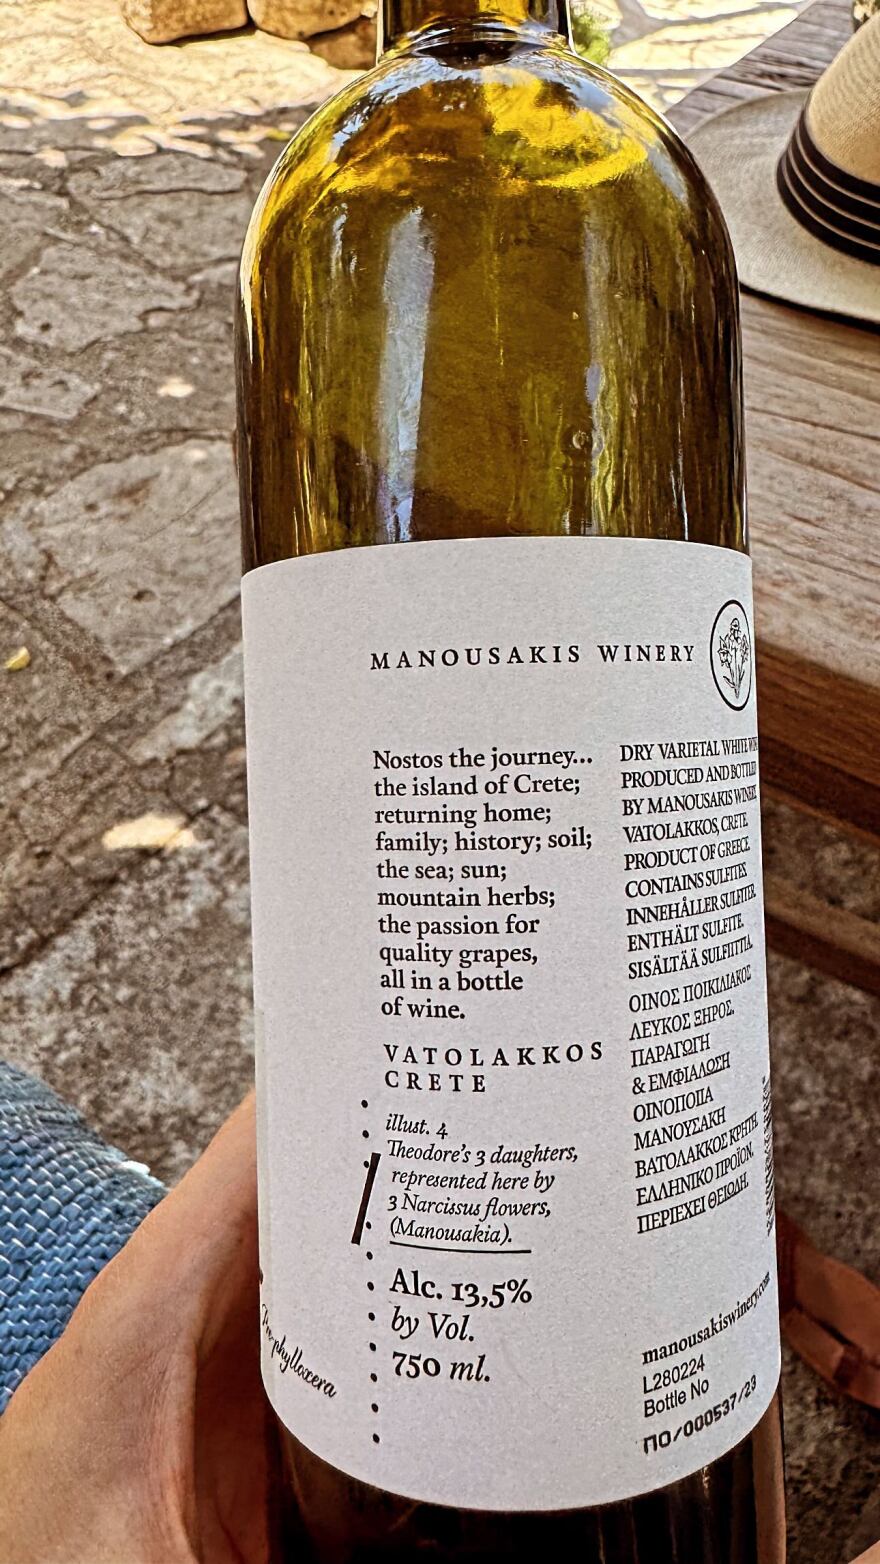 MANOUSAKIS WINERY
Nostos the journey...
the island of Crete;
returning home;
family; history; soil;
the sea; sun;
mountain herbs;
the passion for
quality grapes,
all in a bottle
of wine.
VATOLAKKOS
CRETE
illust. 4
Theodore's 3 daughters,
represented here by
3 Narcissus flowers,
(Manousakia).
Alc. 13,5%
by Vol.
750 ml.
phylloxera
DRY VARIETAL WHITE
PRODUCED AND
BY MANOUSAKIS WINERY,
VATOLAKKOS, CRETE.
PRODUCT OF GREECE.
CONTAINS SULFITES.
INNEHÅLLER SULFITER.
ENTHÄLT SULFITE.
SISÄLTÄÄ SULFIITTIA.
ΟΙΝΟΣ ΠΟΙΚΙΛΙΑΚΟΣ
ΛΕΥΚΟΣ ΞΗΡΟΣ.
ΠΑΡΑΓΩΓΗ
& ΕΜΦΙΑΛΩΣΗ
ΟΙΝΟΠΟΙΙΑ
ΜΑΝΟΥΣΑΚΗ
ΒΑΤΟΛΑΚΚΟΣ ΚΡΗΤΗ.
ΕΛΛΗΝΙΚΟ ΠΡΟΪΟΝ.
ΠΕΡΙΕΧΕΙ ΘΕΙΩΔΗ.
manousakiswinery.com
L280224
Bottle No
ΠΟ/000537/23